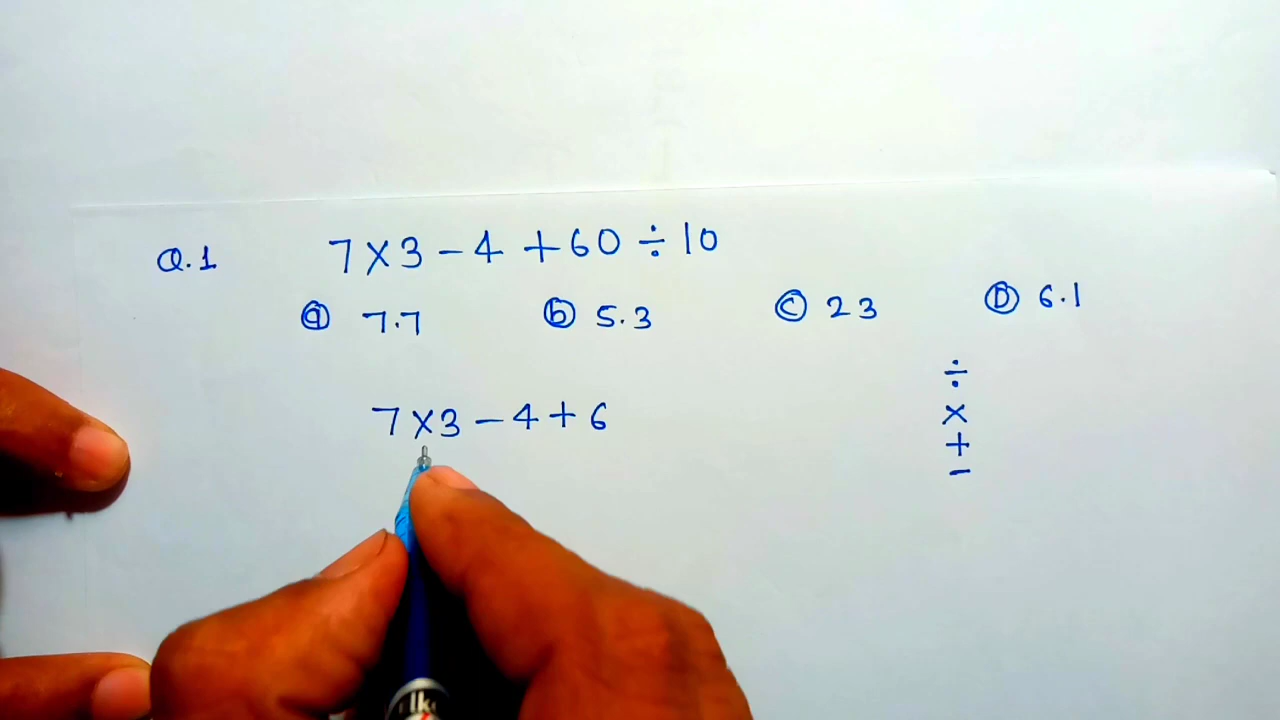 Q.1 7×3-4+60÷10
ⓐ 7.7 ⓑ 5.3 ⓒ 23 Ⓓ 6.1
÷
7×3-4+6 ×
+
-